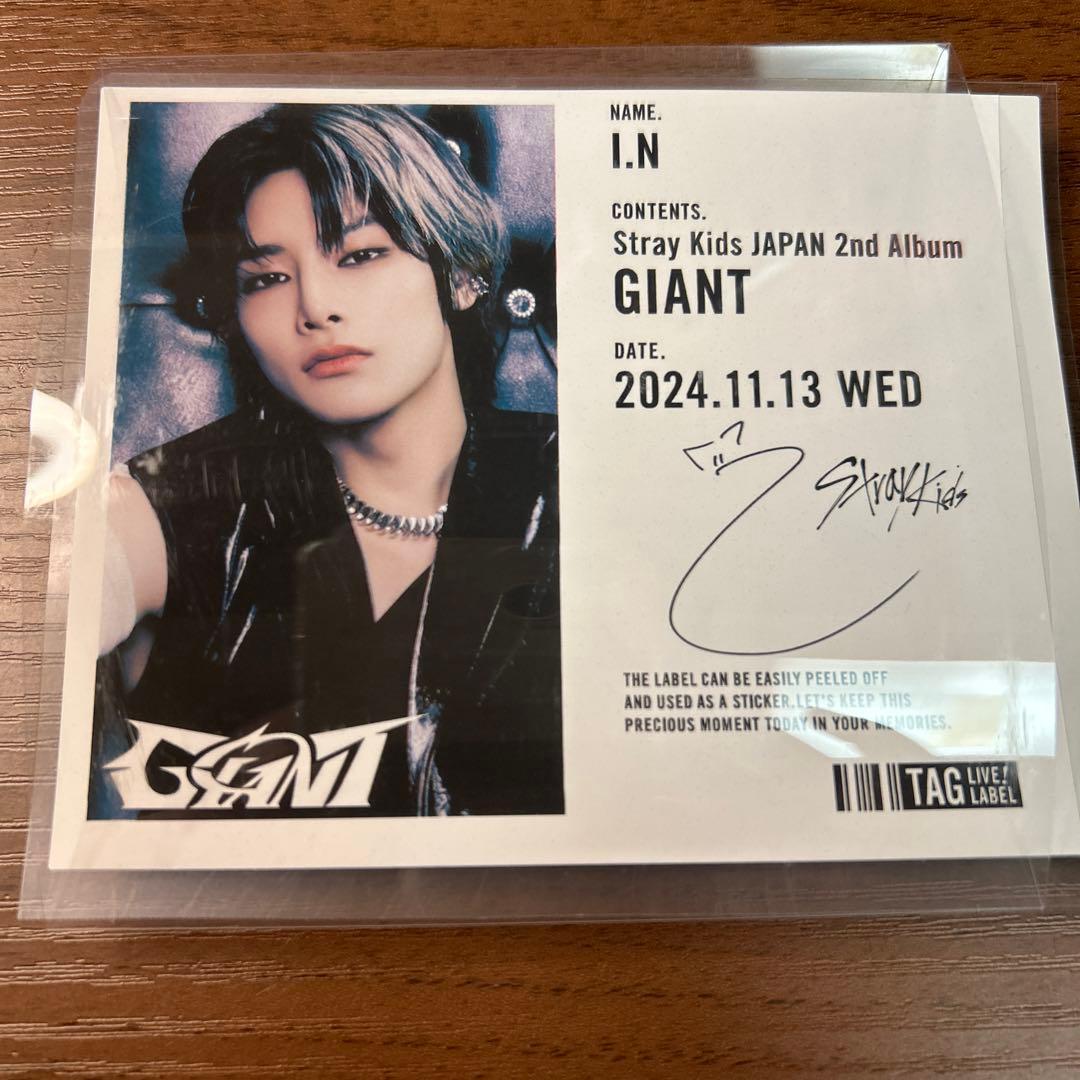 NAME.
I.N
CONTENTS.
Stray Kids JAPAN 2nd Album
GIANT
DATE.
2024.11.13 WED
Stray Kids
THE LABEL CAN BE EASILY PEELED OFF
AND USED AS A STICKER.LET'S KEEP THIS
PRECIOUS MOMENT TODAY IN YOUR MEMORIES.
GIANT
TAG LIVE!
LABEL